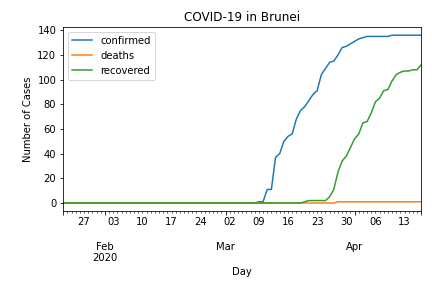 COVID-19 in Brunei
confirmed
deaths
recovered
Number of Cases
140
120
100
80
60
40
20
0
27 03 10 17 24 02 09 16 23 30 06 13
Feb Mar Apr
2020
Day